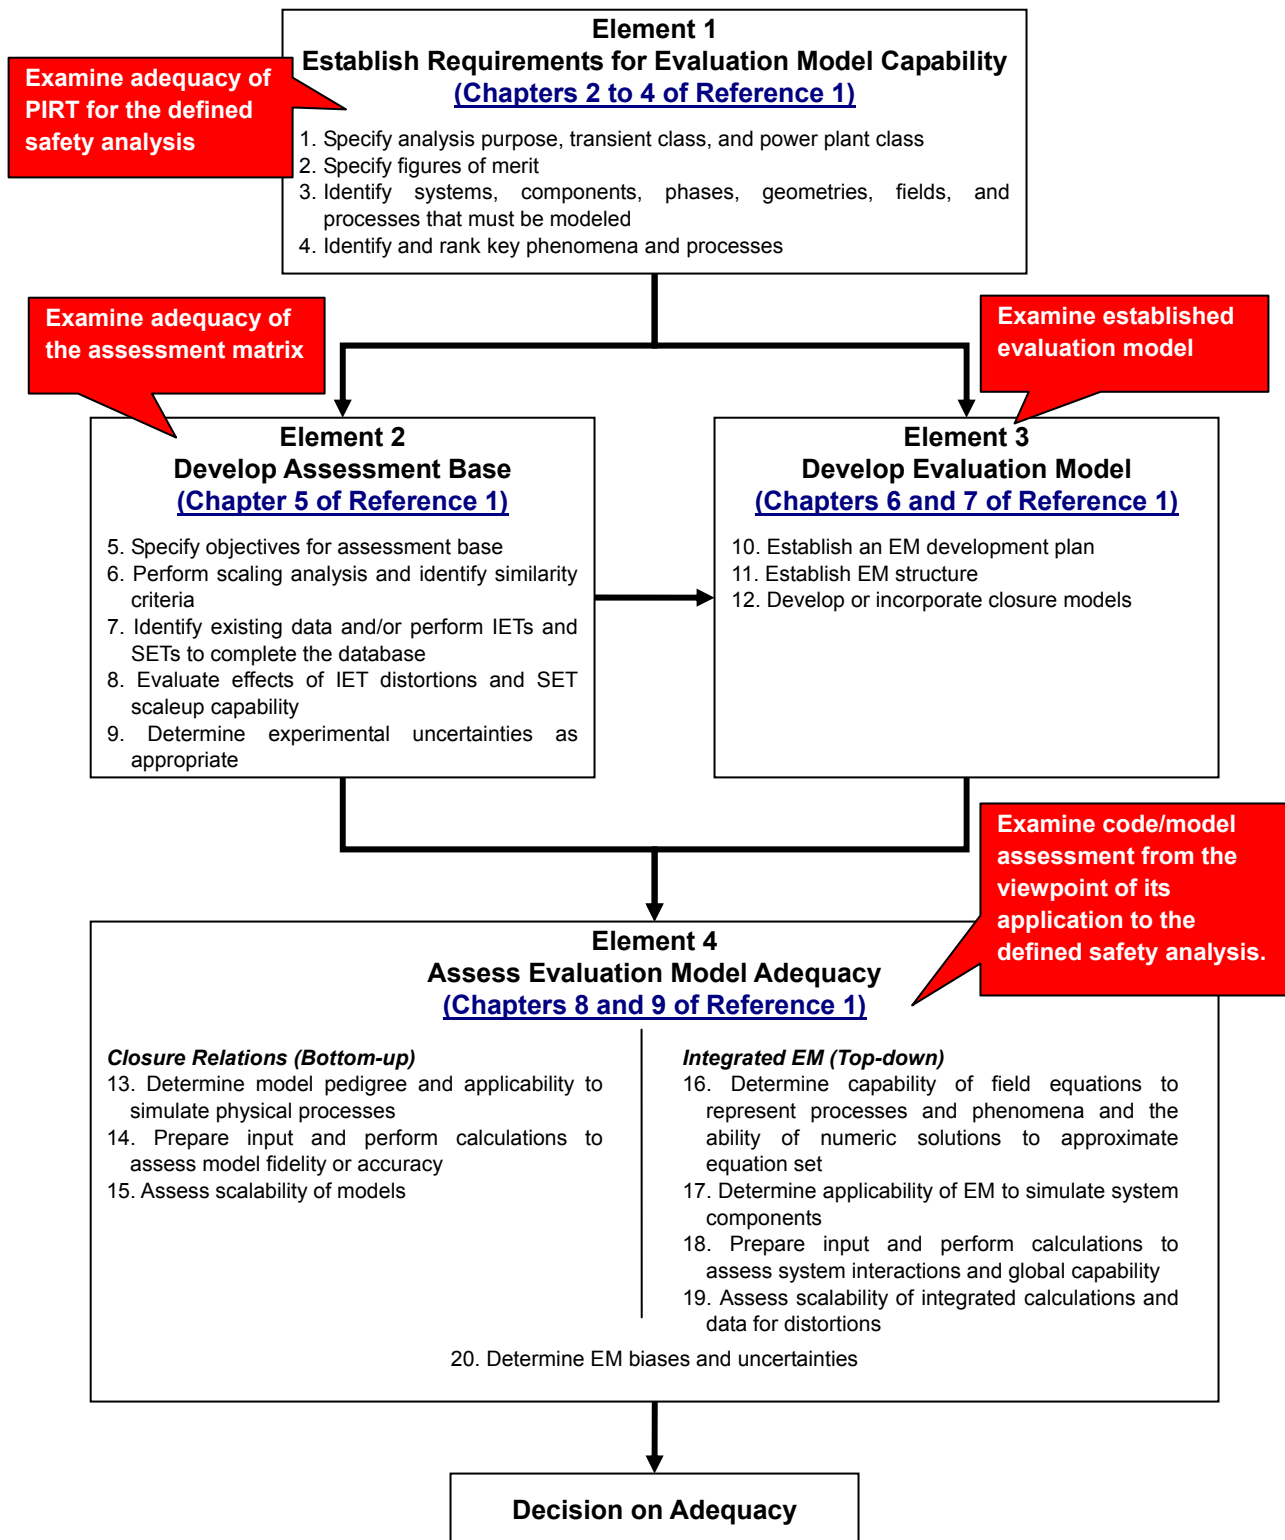 Element 1
Establish Requirements for Evaluation Model Capability
(Chapters 2 to 4 of Reference 1)
Examine adequacy of
PIRT for the defined
safety analysis
1. Specify analysis purpose, transient class, and power plant class
2. Specify figures of merit
3. Identify systems, components, phases, geometries, fields, and
processes that must be modeled
4. Identify and rank key phenomena and processes
Examine adequacy of
the assessment matrix
Examine established
evaluation model
Element 2
Develop Assessment Base
(Chapter 5 of Reference 1)
5. Specify objectives for assessment base
6. Perform scaling analysis and identify similarity
criteria
7. Identify existing data and/or perform IETs and
SETs to complete the database
8. Evaluate effects of IET distortions and SET
scaleup capability
9. Determine experimental uncertainties as
appropriate
Element 3
Develop Evaluation Model
(Chapters 6 and 7 of Reference 1)
10. Establish an EM development plan
11. Establish EM structure
12. Develop or incorporate closure models
Examine code/model
assessment from the
viewpoint of its
application to the
defined safety analysis.
Element 4
Assess Evaluation Model Adequacy
(Chapters 8 and 9 of Reference 1)
Closure Relations (Bottom-up)
13. Determine model pedigree and applicability to
simulate physical processes
14. Prepare input and perform calculations to
assess model fidelity or accuracy
15. Assess scalability of models
Integrated EM (Top-down)
16. Determine capability of field equations to
represent processes and phenomena and the
ability of numeric solutions to approximate
equation set
17. Determine applicability of EM to simulate system
components
18. Prepare input and perform calculations to
assess system interactions and global capability
19. Assess scalability of integrated calculations and
data for distortions
20. Determine EM biases and uncertainties
Decision on Adequacy